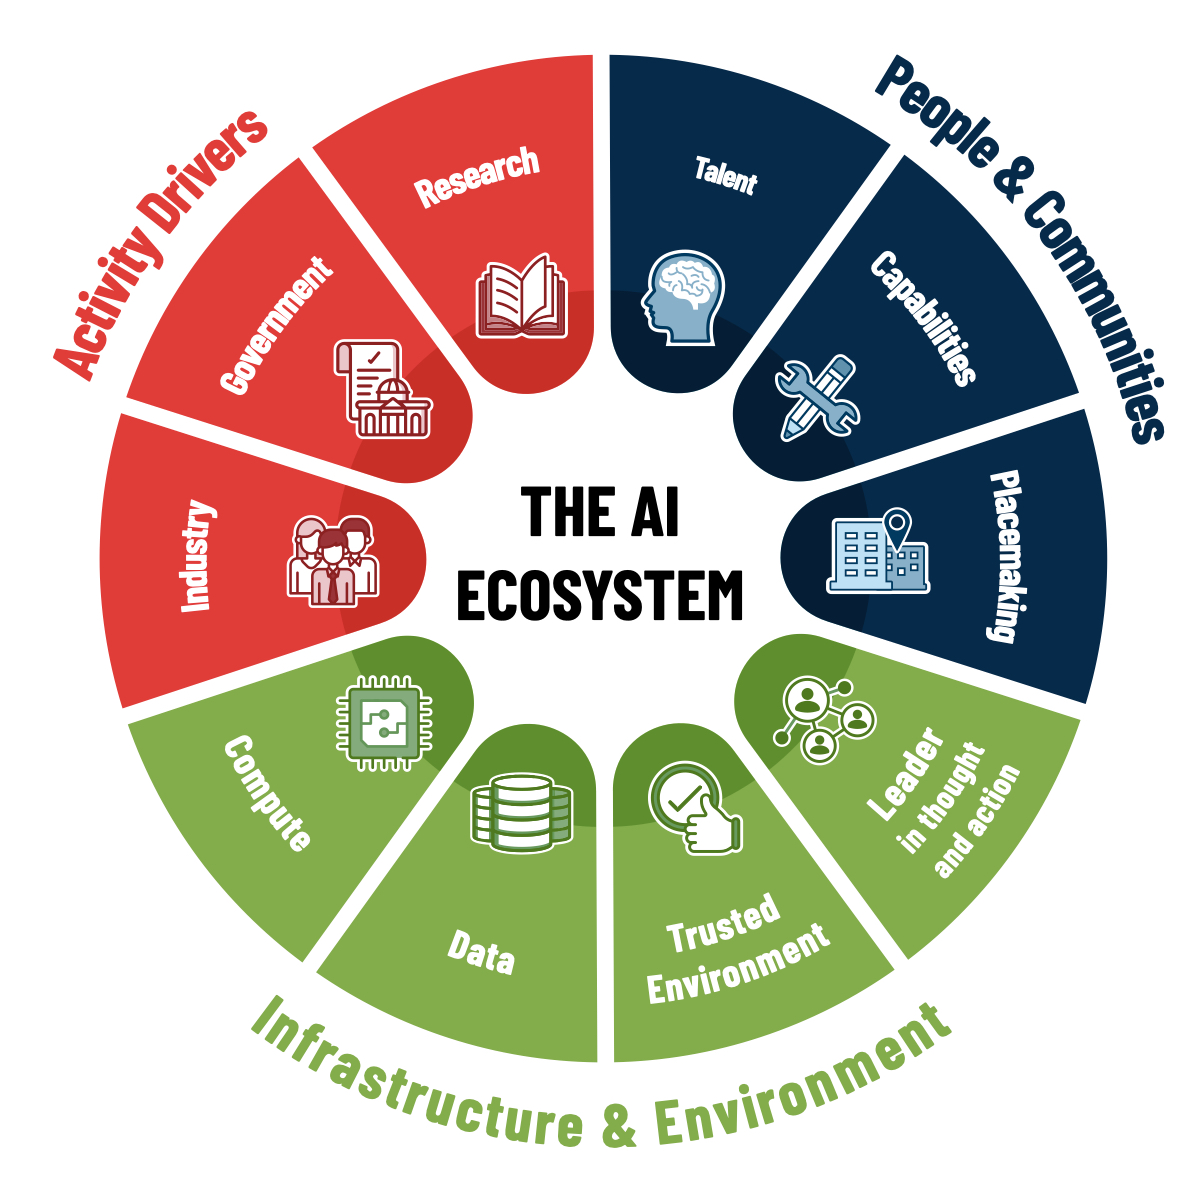 THE AI
ECOSYSTEM
Activity Drivers
Industry
Government
Research
People & Communities
Talent
Capabilities
Placemaking
Infrastructure & Environment
Compute
Data
Trusted
Environment
Leader
in thought
and action